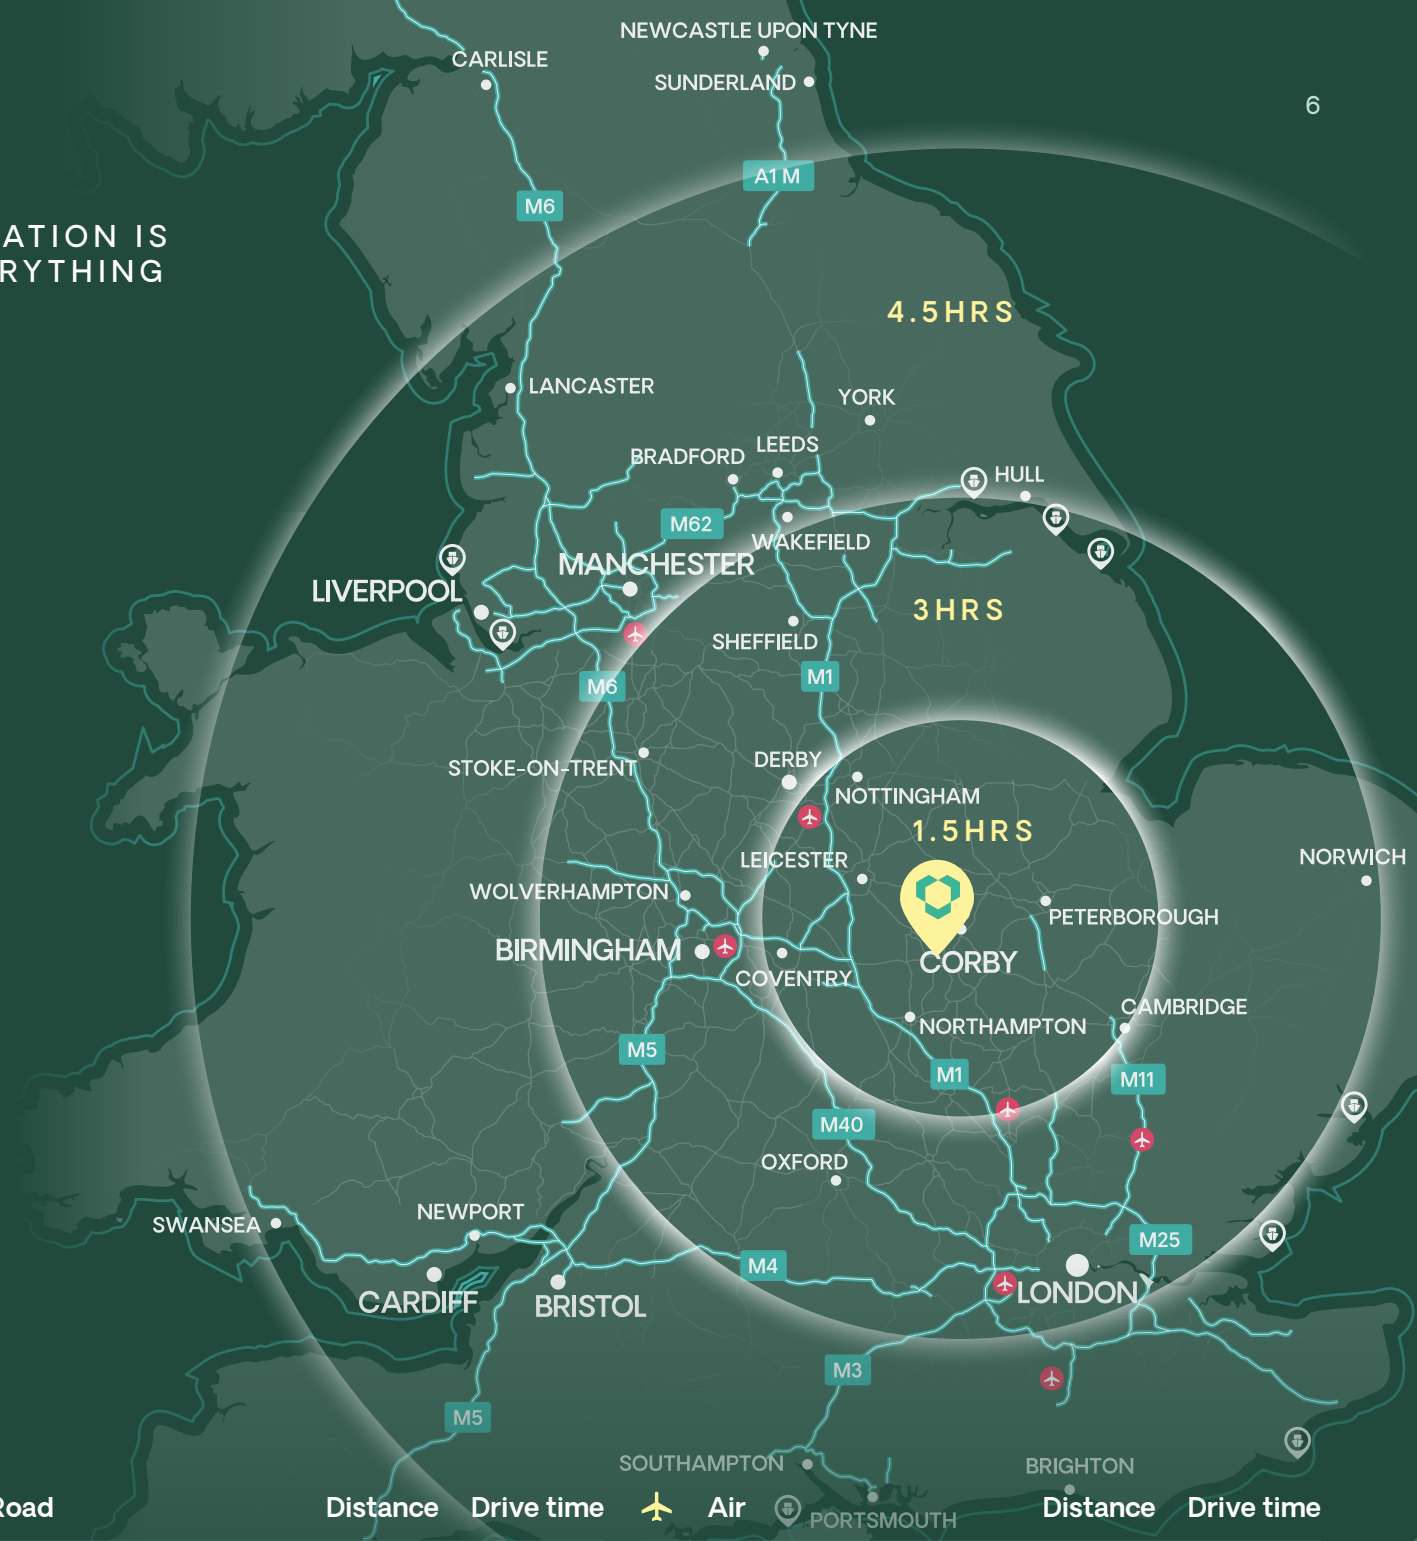 NEWCASTLE UPON TYNE
CARLISLE
SUNDERLAND
6
A1 M
M6
ATION IS
RYTHING
4.5HRS
LANCASTER
YORK
LEEDS
BRADFORD
HULL
M62
WAKEFIELD
MANCHESTER
LIVERPOOL
3HRS
SHEFFIELD
M1
M6
DERBY
STOKE-ON-TRENT
NOTTINGHAM
1.5HRS
LEICESTER
NORWICH
WOLVERHAMPTON
PETERBOROUGH
BIRMINGHAM
CORBY
COVENTRY
CAMBRIDGE
NORTHAMPTON
M5
M1
M11
M40
OXFORD
NEWPORT
SWANSEA
M25
M4
LONDON
CARDIFF
BRISTOL
M3
M5
SOUTHAMPTON
BRIGHTON
Road
Distance Drive time
Air
Distance Drive time
PORTSMOUTH